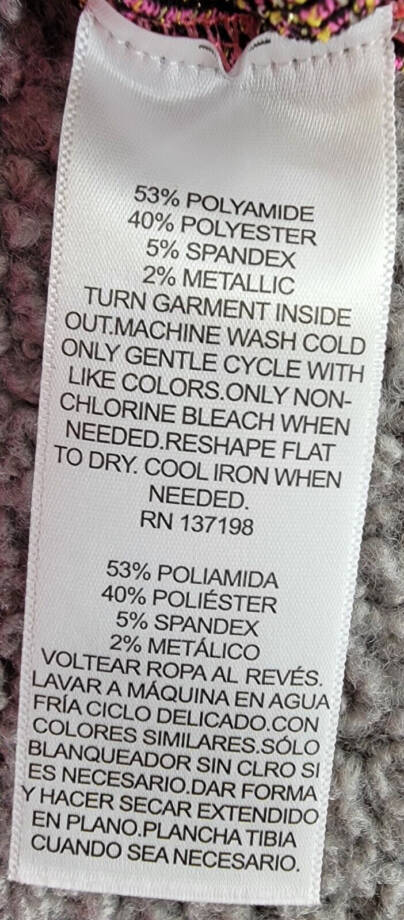 53% POLYAMIDE
40% POLYESTER
5% SPANDEX
2% METALLIC
TURN GARMENT INSIDE
OUT.MACHINE WASH COLD
ONLY GENTLE CYCLE WITH
LIKE COLORS.ONLY NON-
CHLORINE BLEACH WHEN
NEEDED.RESHAPE FLAT
TO DRY. COOL IRON WHEN
NEEDED.
RN 137198
53% POLIAMIDA
40% POLIÉSTER
5% SPANDEX
2% METÁLICO
VOLTEAR ROPA AL REVÉS.
LAVAR A MÁQUINA EN AGUA
FRÍA CICLO DELICADO.CON
COLORES SIMILARES.SÓLO
BLANQUEADOR SIN CLRO SI
ES NECESARIO.DAR FORMA
Y HACER SECAR EXTENDIDO
EN PLANO.PLANCHA TIBIA
CUANDO SEA NECESARIO.